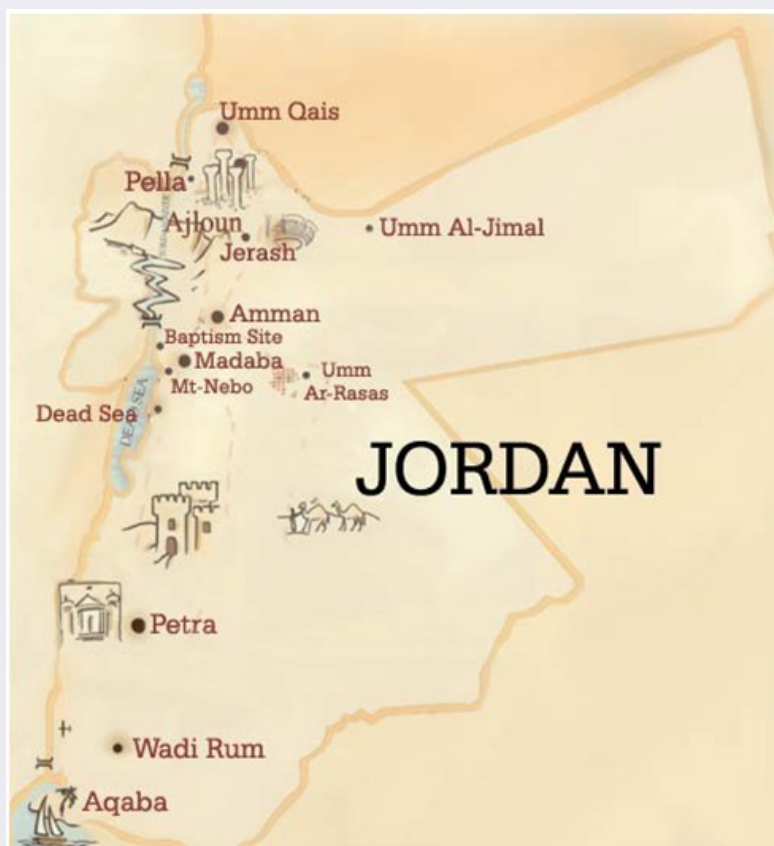 Umm Qais
Pella
Ajloun
Umm Al-Jimal
Jerash
Amman
Baptism Site
Madaba
Umm
Ar-Rasas
Mt-Nebo
Dead Sea
DEAD SEA
JORDAN
Petra
Wadi Rum
Aqaba